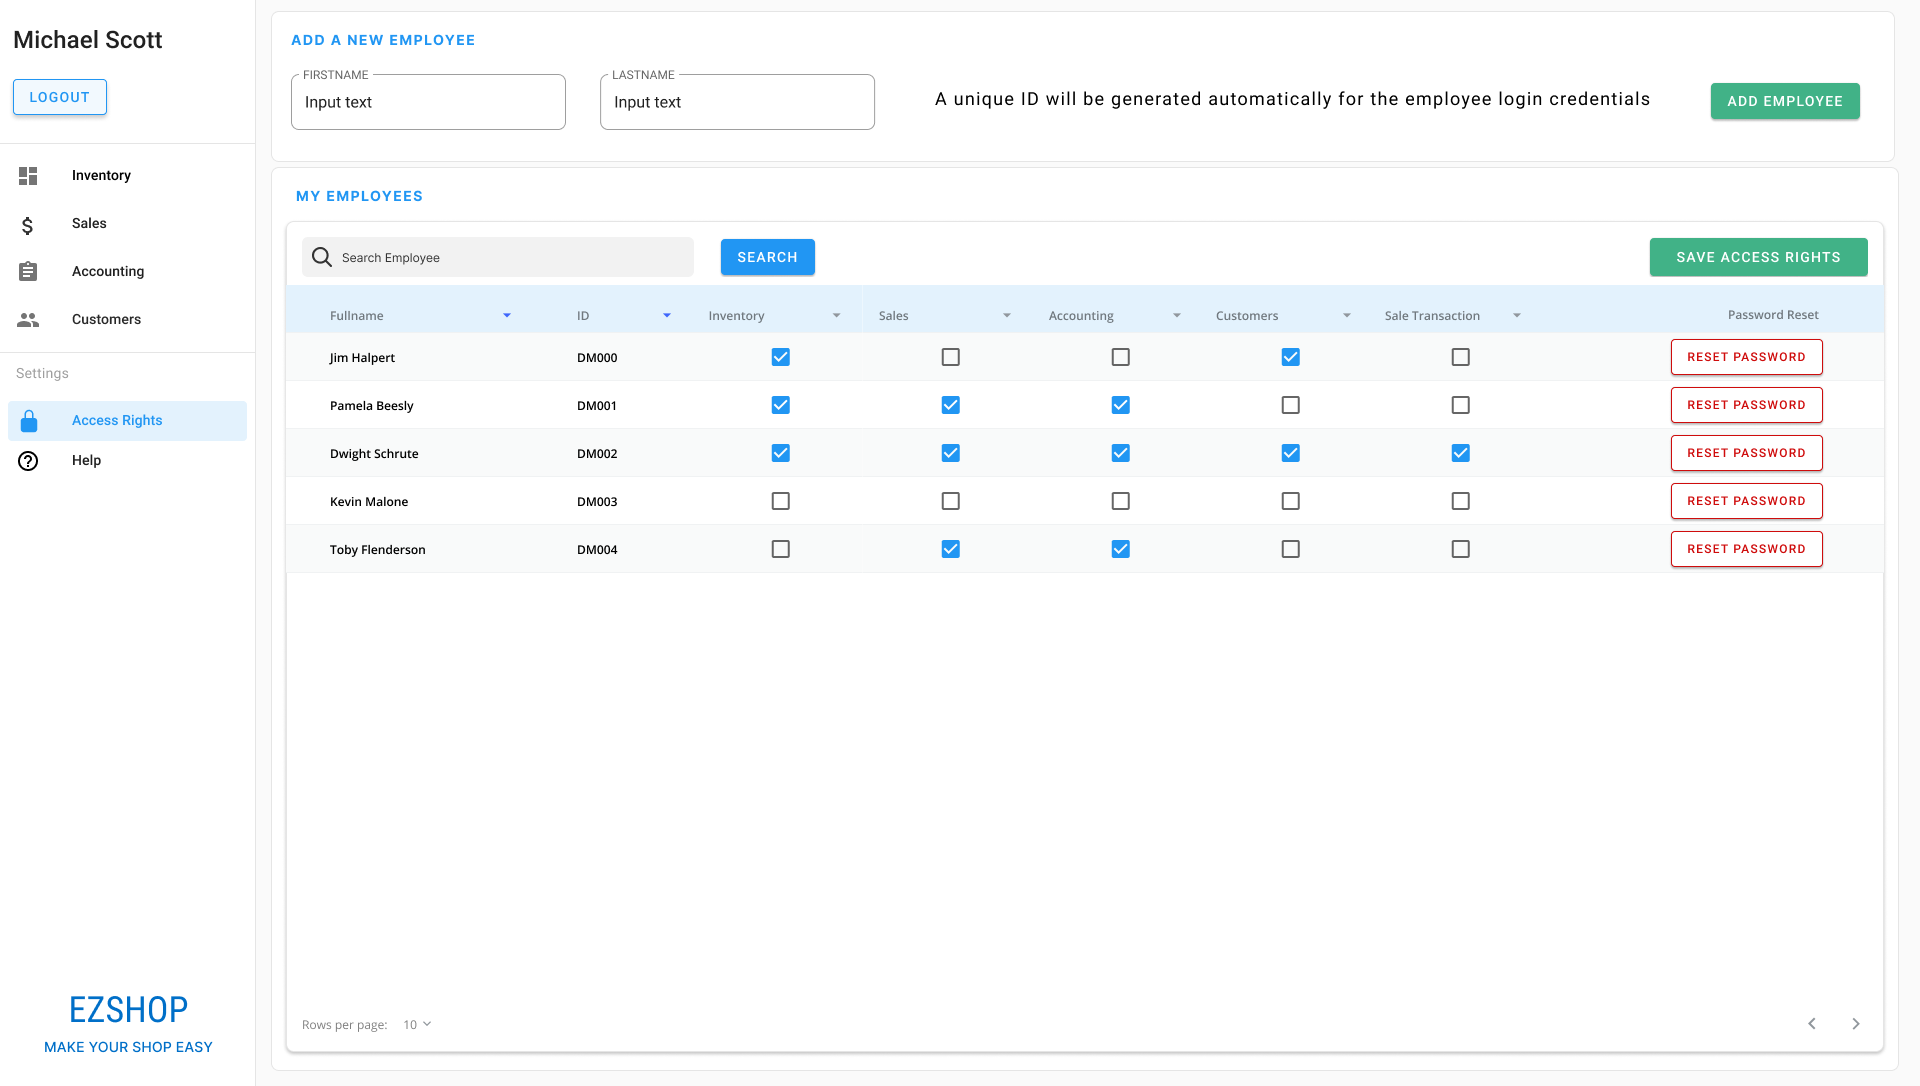 Michael Scott
LOGOUT
Inventory
Sales
Accounting
Customers
Settings
Access Rights
Help
EZSHOP
MAKE YOUR SHOP EASY
ADD A NEW EMPLOYEE
FIRSTNAME LASTNAME
Input text Input text A unique ID will be generated automatically for the employee login credentials ADD EMPLOYEE
MY EMPLOYEES
Search Employee SEARCH SAVE ACCESS RIGHTS
Fullname ID Inventory Sales Accounting Customers Sale Transaction Password Reset
Jim Halpert DM000 RESET PASSWORD
Pamela Beesly DM001 RESET PASSWORD
Dwight Schrute DM002 RESET PASSWORD
Kevin Malone DM003 RESET PASSWORD
Toby Flenderson DM004 RESET PASSWORD
Rows per page: 10